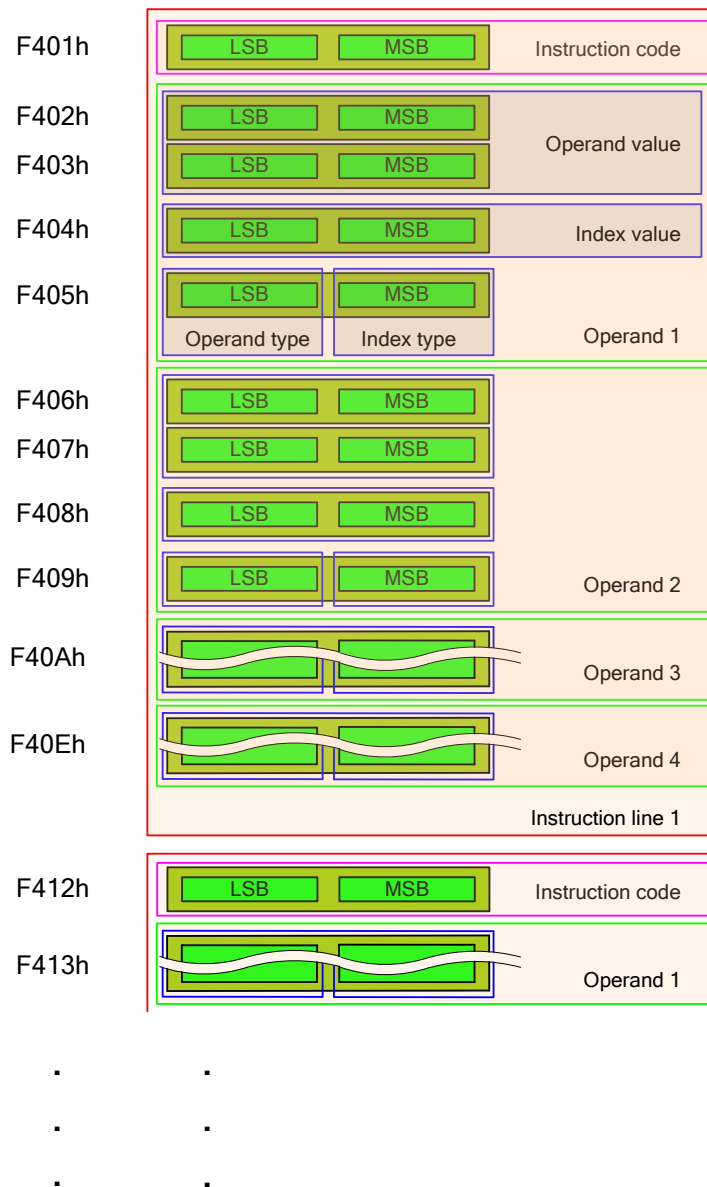 F401h LSB MSB Instruction code
F402h LSB MSB
Operand value
F403h LSB MSB
F404h LSB MSB Index value
F405h LSB MSB
Operand type Index type Operand 1
F406h LSB MSB
F407h LSB MSB
F408h LSB MSB
F409h LSB MSB Operand 2
F40Ah Operand 3
F40Eh Operand 4
Instruction line 1
F412h LSB MSB Instruction code
F413h Operand 1
. .
. .
. .